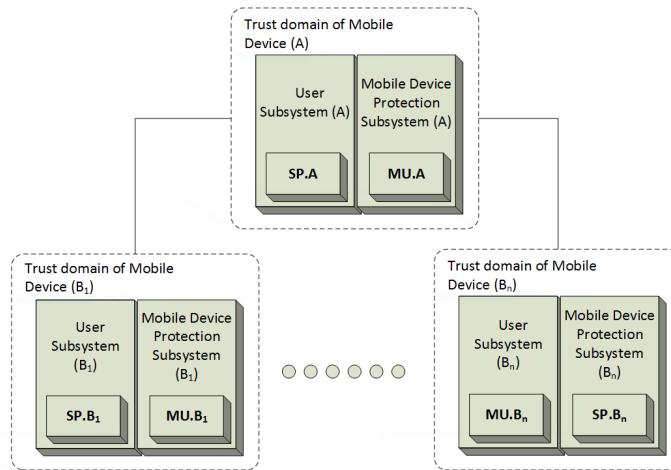 Trust domain of Mobile
Device (A)
User
Subsystem (A)
Mobile Device
Protection
Subsystem (A)
SP.A
MU.A
Trust domain of Mobile
Device (B₁)
User
Subsystem
(B₁)
Mobile Device
Protection
Subsystem
(B₁)
SP.B₁
MU.B₁
Trust domain of Mobile
Device (Bₙ)
User
Subsystem
(Bₙ)
Mobile Device
Protection
Subsystem
(Bₙ)
MU.Bₙ
SP.Bₙ